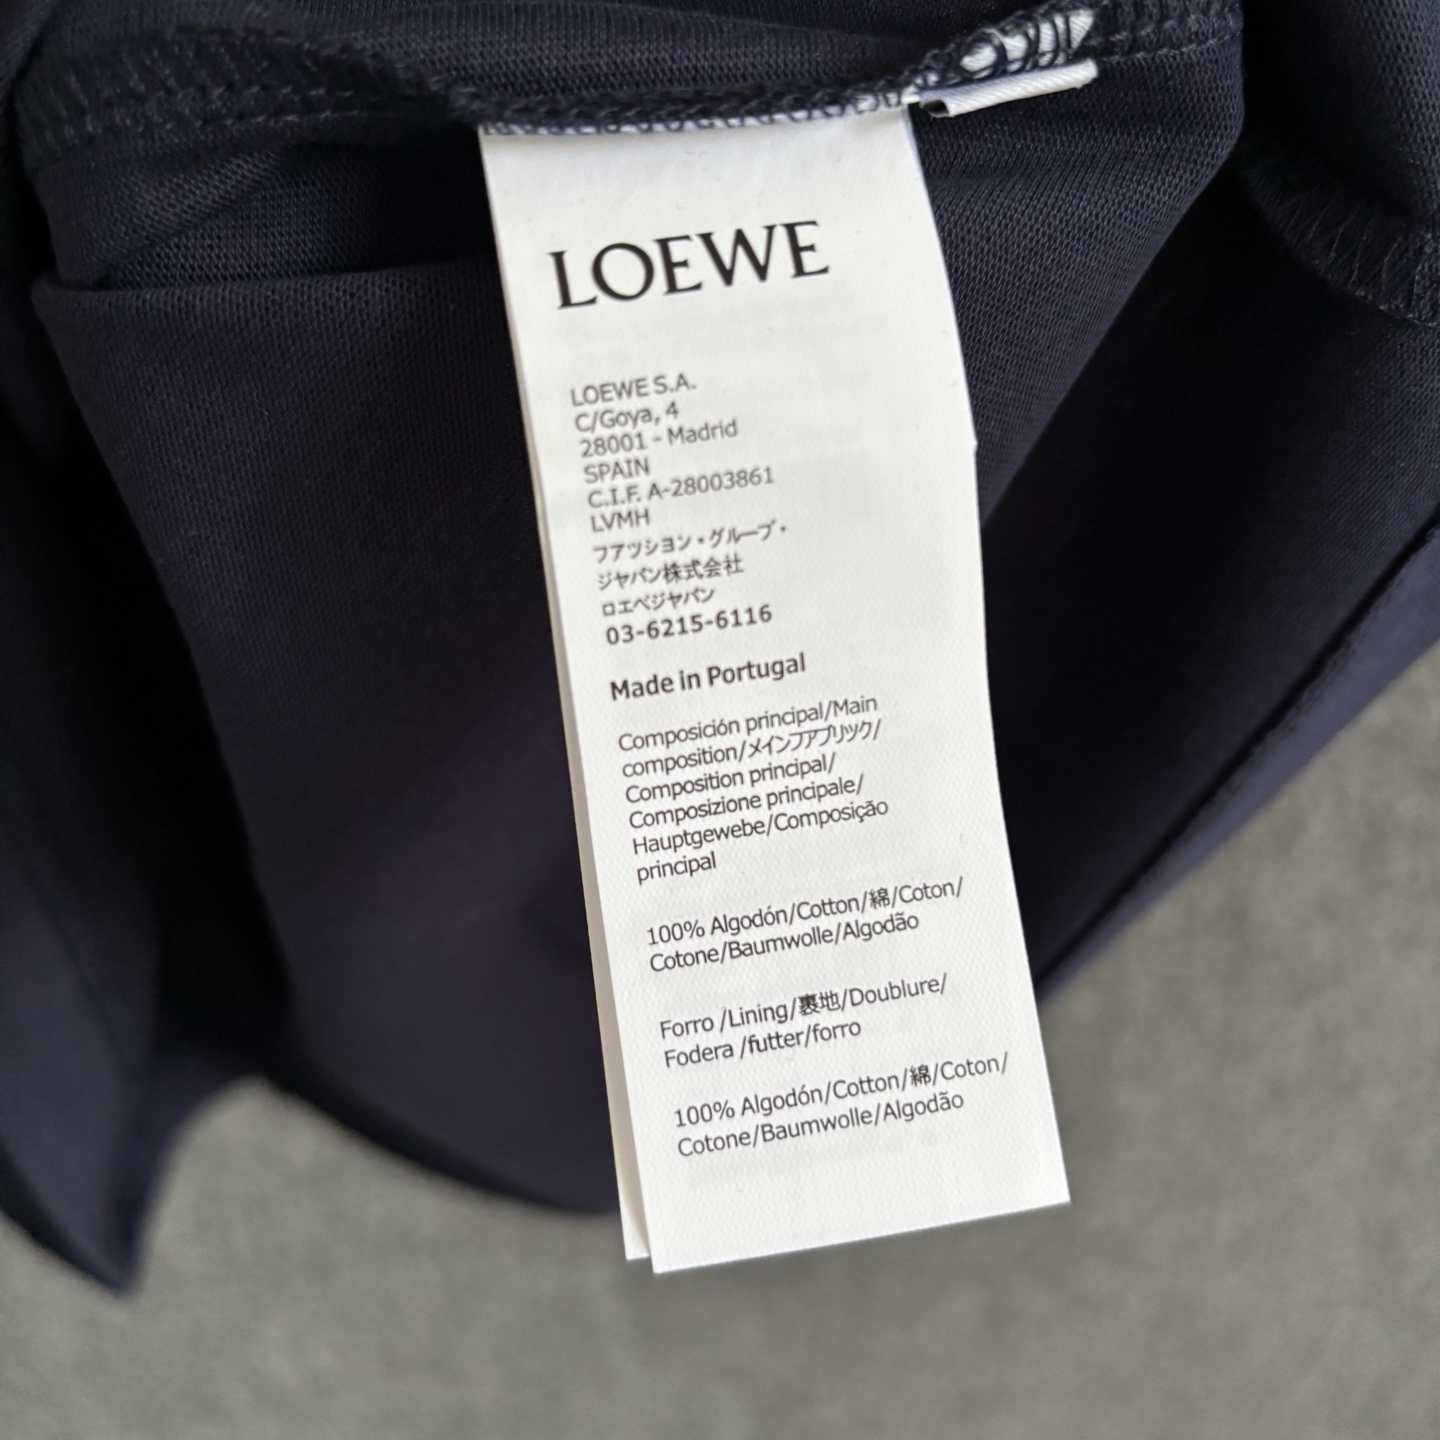 LOEWE
LOEWE S.A.
C/Goya, 4
28001 - Madrid
SPAIN
C.I.F. A-28003861
LVMH
ファッション・グループ・
ジャパン株式会社
ロエベジャパン
03-6215-6116
Made in Portugal
Composición principal/Main
composition/メインファブリック/
Composition principal/
Composizione principale/
Hauptgewebe/Composição
principal
100% Algodón/Cotton/綿/Coton/
Cotone/Baumwolle/Algodão
Forro /Lining/裏地/Doublure/
Fodera /futter/forro
100% Algodón/Cotton/綿/Coton/
Cotone/Baumwolle/Algodão